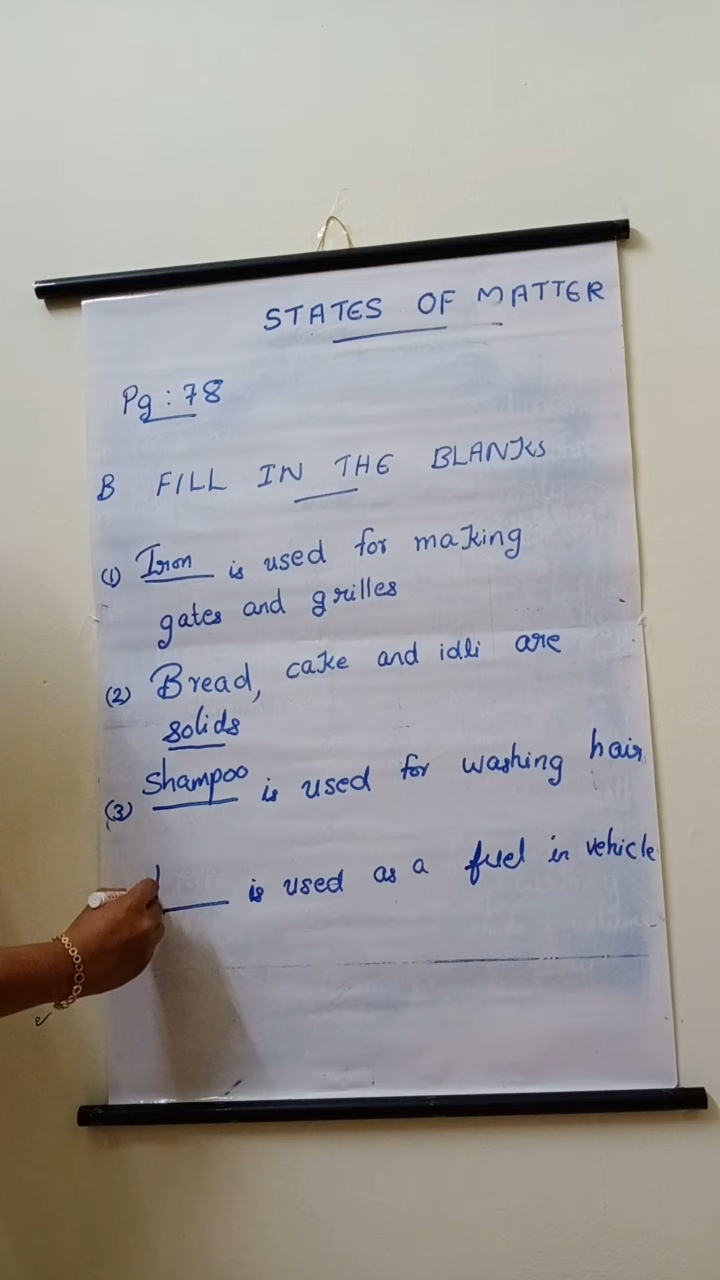 STATES OF MATTER
Pg : 78
B FILL IN THE BLANKS
(1) Iron is used for making
gates and grilles
(2) Bread, cake and idli are
solids
(3) Shampoo is used for washing hair
____ is used as a fuel in vehicle